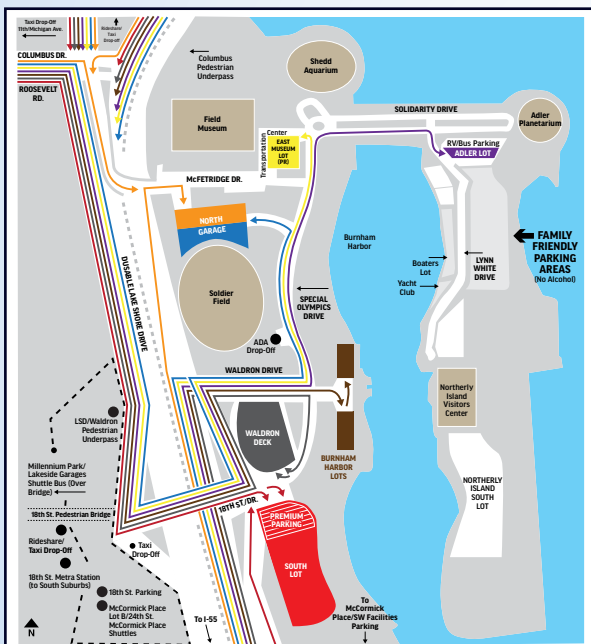 Taxi Drop-Off
11th/Michigan Ave.
Rideshare/
Taxi
Drop-off
COLUMBUS DR.
ROOSEVELT
RD.
Columbus
Pedestrian
Underpass
Shedd
Aquarium
SOLIDARITY DRIVE
Adler
Planetarium
Field
Museum
Transportation
Center
EAST
MUSEUM
LOT
(PR)
RV/Bus Parking
ADLER LOT
McFETRIDGE DR.
NORTH
GARAGE
Burnham
Harbor
FAMILY
FRIENDLY
PARKING
AREAS
(No Alcohol)
Boaters
Lot
LYNN
WHITE
DRIVE
Yacht
Club
DUSABLE LAKE SHORE DRIVE
Soldier
Field
SPECIAL
OLYMPICS
DRIVE
ADA
Drop-Off
WALDRON DRIVE
Northerly
Island
Visitors
Center
LSD/Waldron
Pedestrian
Underpass
WALDRON
DECK
BURNHAM
HARBOR
LOTS
Millennium Park/
Lakeside Garages
Shuttle Bus (Over
Bridge)
NORTHERLY
ISLAND
SOUTH
LOT
18th St. Pedestrian Bridge
18TH ST./DR.
PREMIUM
PARKING
Rideshare/
Taxi Drop-Off
Taxi
Drop-Off
SOUTH
LOT
18th St. Metra Station
(to South Suburbs)
18th St. Parking
McCormick Place
Lot B/24th St.
McCormick Place
Shuttles
To I-55
To
McCormick
Place/SW Facilities
Parking
N